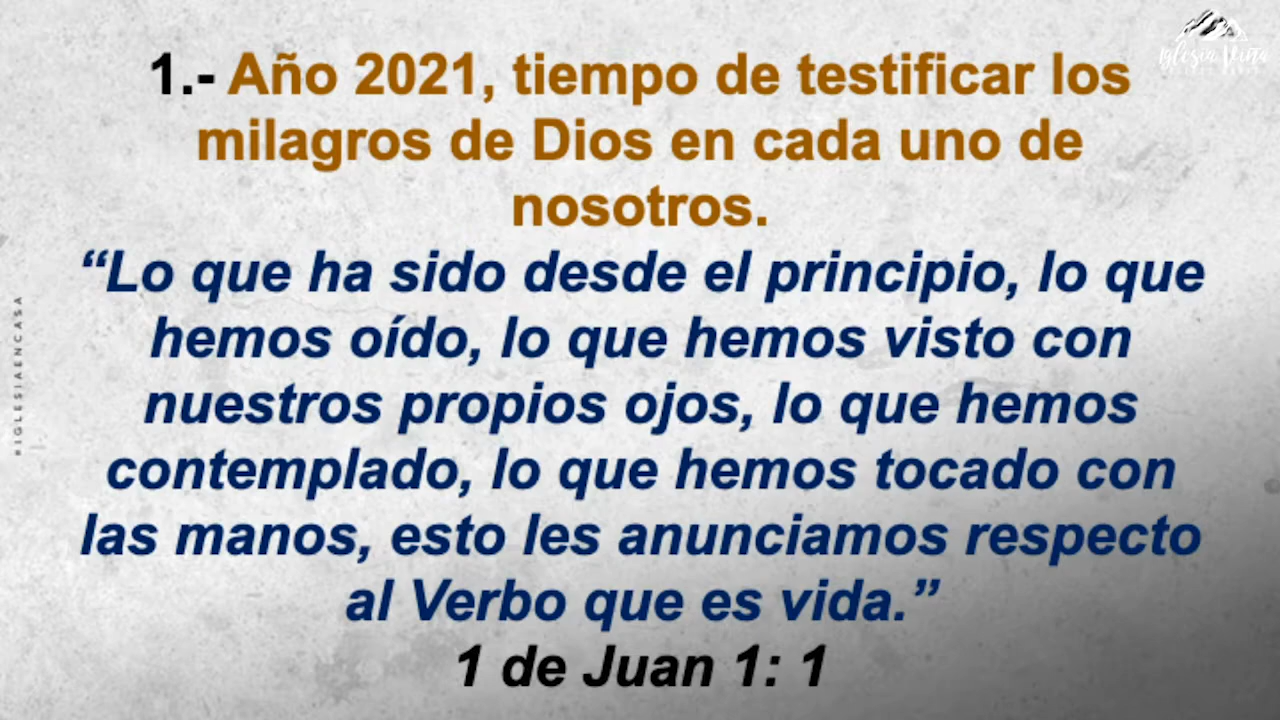 1.- Año 2021, tiempo de testificar los
milagros de Dios en cada uno de
nosotros.
“Lo que ha sido desde el principio, lo que
hemos oído, lo que hemos visto con
nuestros propios ojos, lo que hemos
contemplado, lo que hemos tocado con
las manos, esto les anunciamos respecto
al Verbo que es vida.”
1 de Juan 1: 1
#IGLESIAENCASA
Iglesia Viña